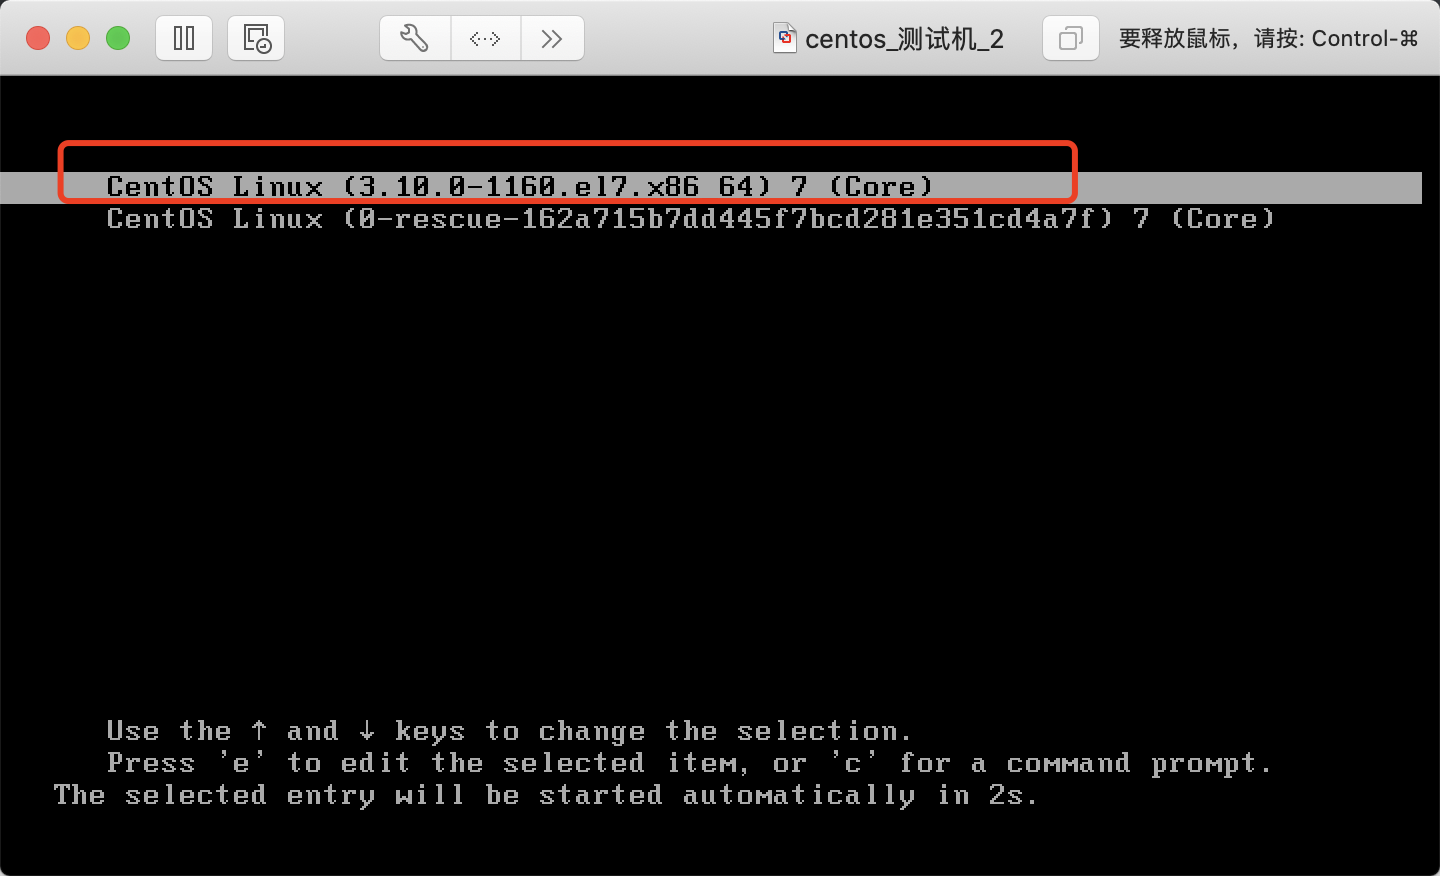 centos_测试机_2
要释放鼠标，请按: Control-⌘
CentOS Linux (3.10.0-1160.el7.x86_64) 7 (Core)
CentOS Linux (0-rescue-162a715b7dd445f7bcd281e351cd4a7f) 7 (Core)
Use the ↑ and ↓ keys to change the selection.
Press 'e' to edit the selected item, or 'c' for a command prompt.
The selected entry will be started automatically in 2s.